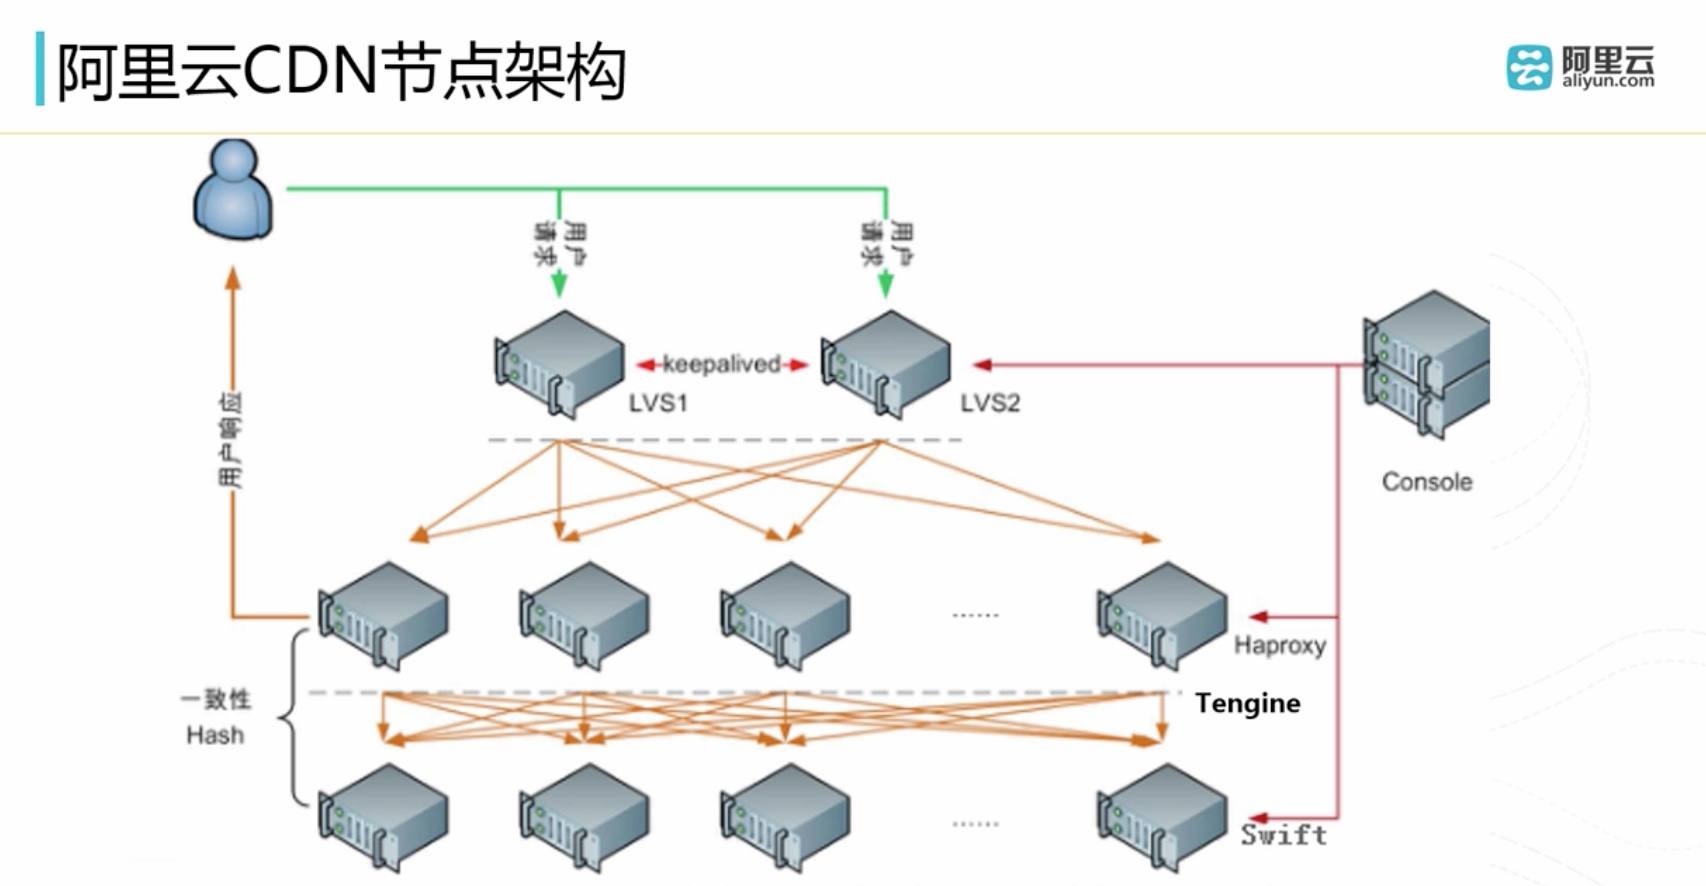 阿里云CDN节点架构
阿里云
aliyun.com
用户
请求
用户
请求
keepalived
LVS1
LVS2
Console
用户响应
......
Haproxy
一致性
Hash
Tengine
......
Swift